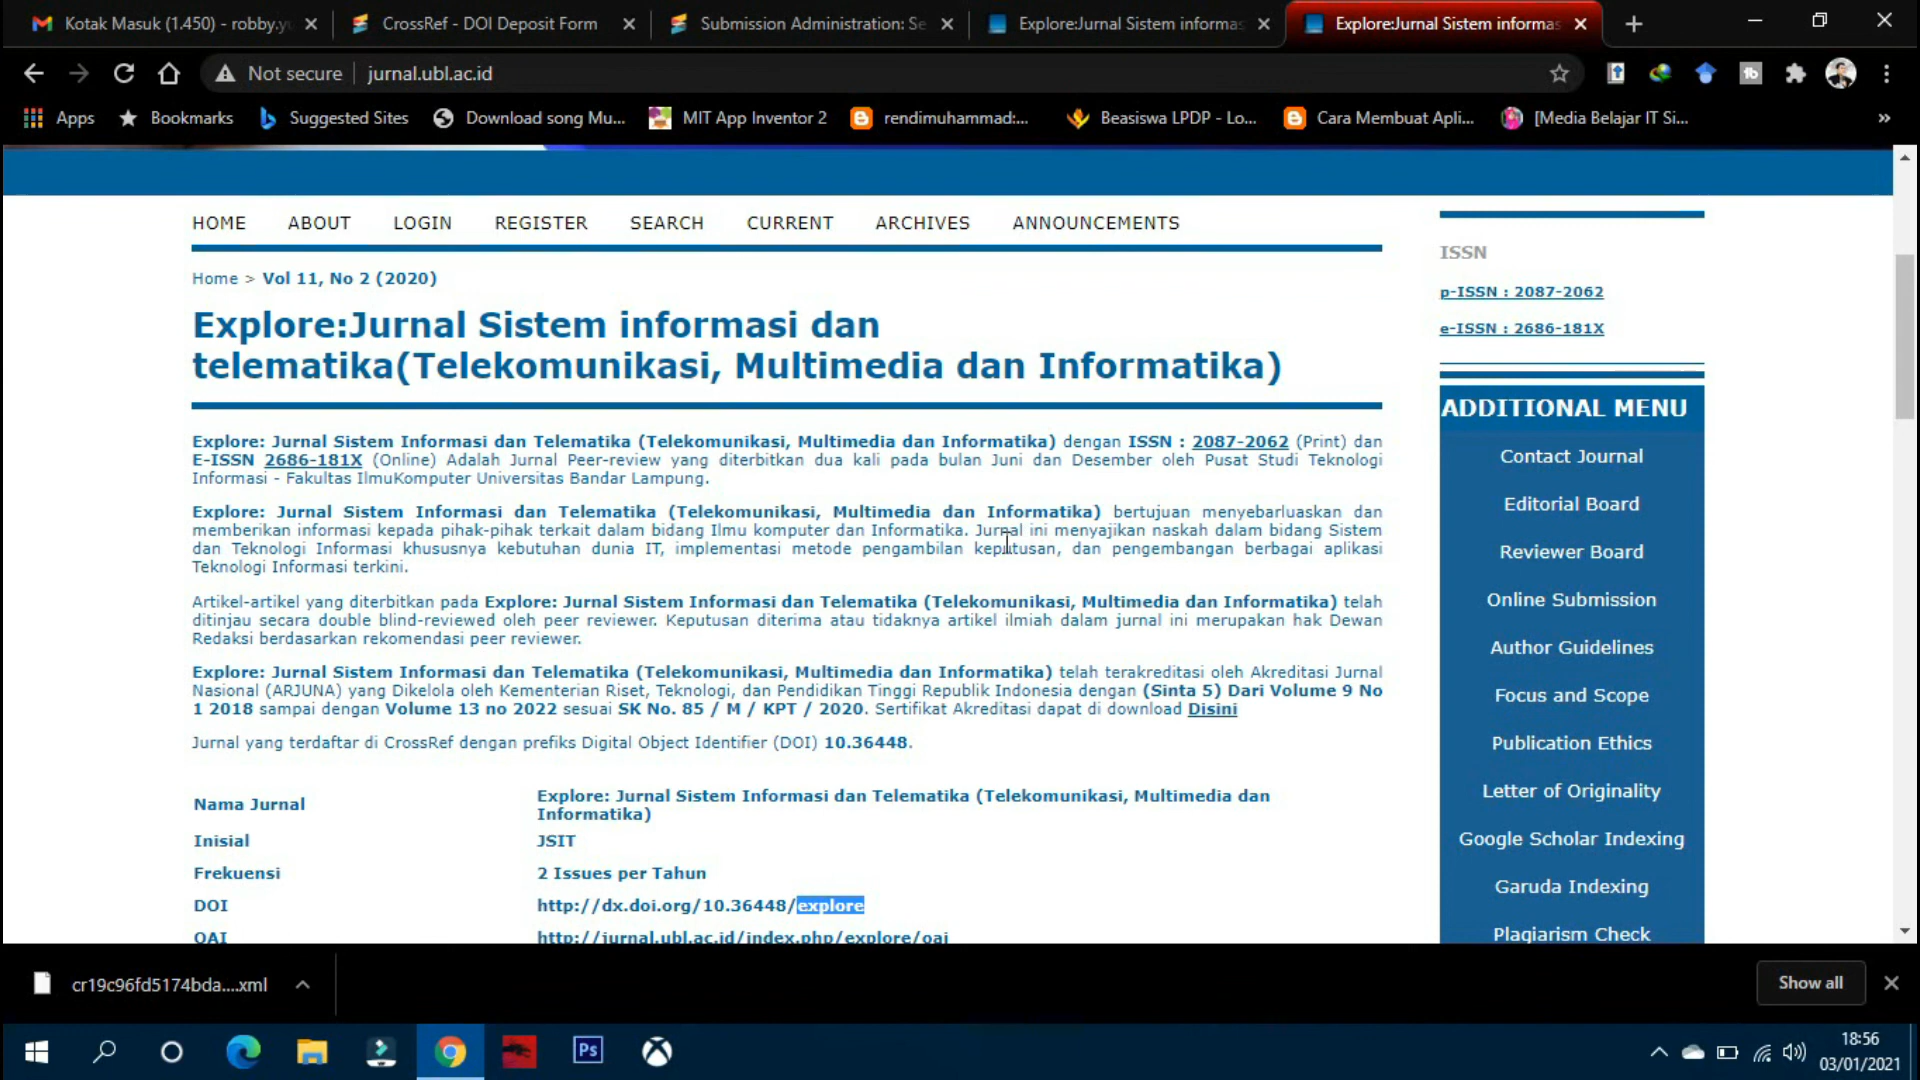 Kotak Masuk (1.450) - robby.y
CrossRef - DOI Deposit Form
Submission Administration: Se
Explore:Jurnal Sistem informas
Explore:Jurnal Sistem informas
Not secure
jurnal.ubl.ac.id
Apps
Bookmarks
Suggested Sites
Download song Mu...
MIT App Inventor 2
rendimuhammad:...
Beasiswa LPDP - Lo...
Cara Membuat Apli...
[Media Belajar IT Si...
»
HOME ABOUT LOGIN REGISTER SEARCH CURRENT ARCHIVES ANNOUNCEMENTS
Home > Vol 11, No 2 (2020)
Explore:Jurnal Sistem informasi dan
telematika(Telekomunikasi, Multimedia dan Informatika)
Explore: Jurnal Sistem Informasi dan Telematika (Telekomunikasi, Multimedia dan Informatika) dengan ISSN : 2087-2062 (Print) dan
E-ISSN 2686-181X (Online) Adalah Jurnal Peer-review yang diterbitkan dua kali pada bulan Juni dan Desember oleh Pusat Studi Teknologi
Informasi - Fakultas IlmuKomputer Universitas Bandar Lampung.
Explore: Jurnal Sistem Informasi dan Telematika (Telekomunikasi, Multimedia dan Informatika) bertujuan menyebarluaskan dan
memberikan informasi kepada pihak-pihak terkait dalam bidang Ilmu komputer dan Informatika. Jurnal ini menyajikan naskah dalam bidang Sistem
dan Teknologi Informasi khususnya kebutuhan dunia IT, implementasi metode pengambilan keputusan, dan pengembangan berbagai aplikasi
Teknologi Informasi terkini.
Artikel-artikel yang diterbitkan pada Explore: Jurnal Sistem Informasi dan Telematika (Telekomunikasi, Multimedia dan Informatika) telah
ditinjau secara double blind-reviewed oleh peer reviewer. Keputusan diterima atau tidaknya artikel ilmiah dalam jurnal ini merupakan hak Dewan
Redaksi berdasarkan rekomendasi peer reviewer.
Explore: Jurnal Sistem Informasi dan Telematika (Telekomunikasi, Multimedia dan Informatika) telah terakreditasi oleh Akreditasi Jurnal
Nasional (ARJUNA) yang Dikelola oleh Kementerian Riset, Teknologi, dan Pendidikan Tinggi Republik Indonesia dengan (Sinta 5) Dari Volume 9 No
1 2018 sampai dengan Volume 13 no 2022 sesuai SK No. 85 / M / KPT / 2020. Sertifikat Akreditasi dapat di download Disini
Jurnal yang terdaftar di CrossRef dengan prefiks Digital Object Identifier (DOI) 10.36448.
Nama Jurnal Explore: Jurnal Sistem Informasi dan Telematika (Telekomunikasi, Multimedia dan
Informatika)
Inisial JSIT
Frekuensi 2 Issues per Tahun
DOI http://dx.doi.org/10.36448/explore
OAI http://jurnal.ubl.ac.id/index.php/explore/oai
ISSN
p-ISSN : 2087-2062
e-ISSN : 2686-181X
ADDITIONAL MENU
Contact Journal
Editorial Board
Reviewer Board
Online Submission
Author Guidelines
Focus and Scope
Publication Ethics
Letter of Originality
Google Scholar Indexing
Garuda Indexing
Plagiarism Check
cr19c96fd5174bda....xml
Show all
Ps
18:56
03/01/2021